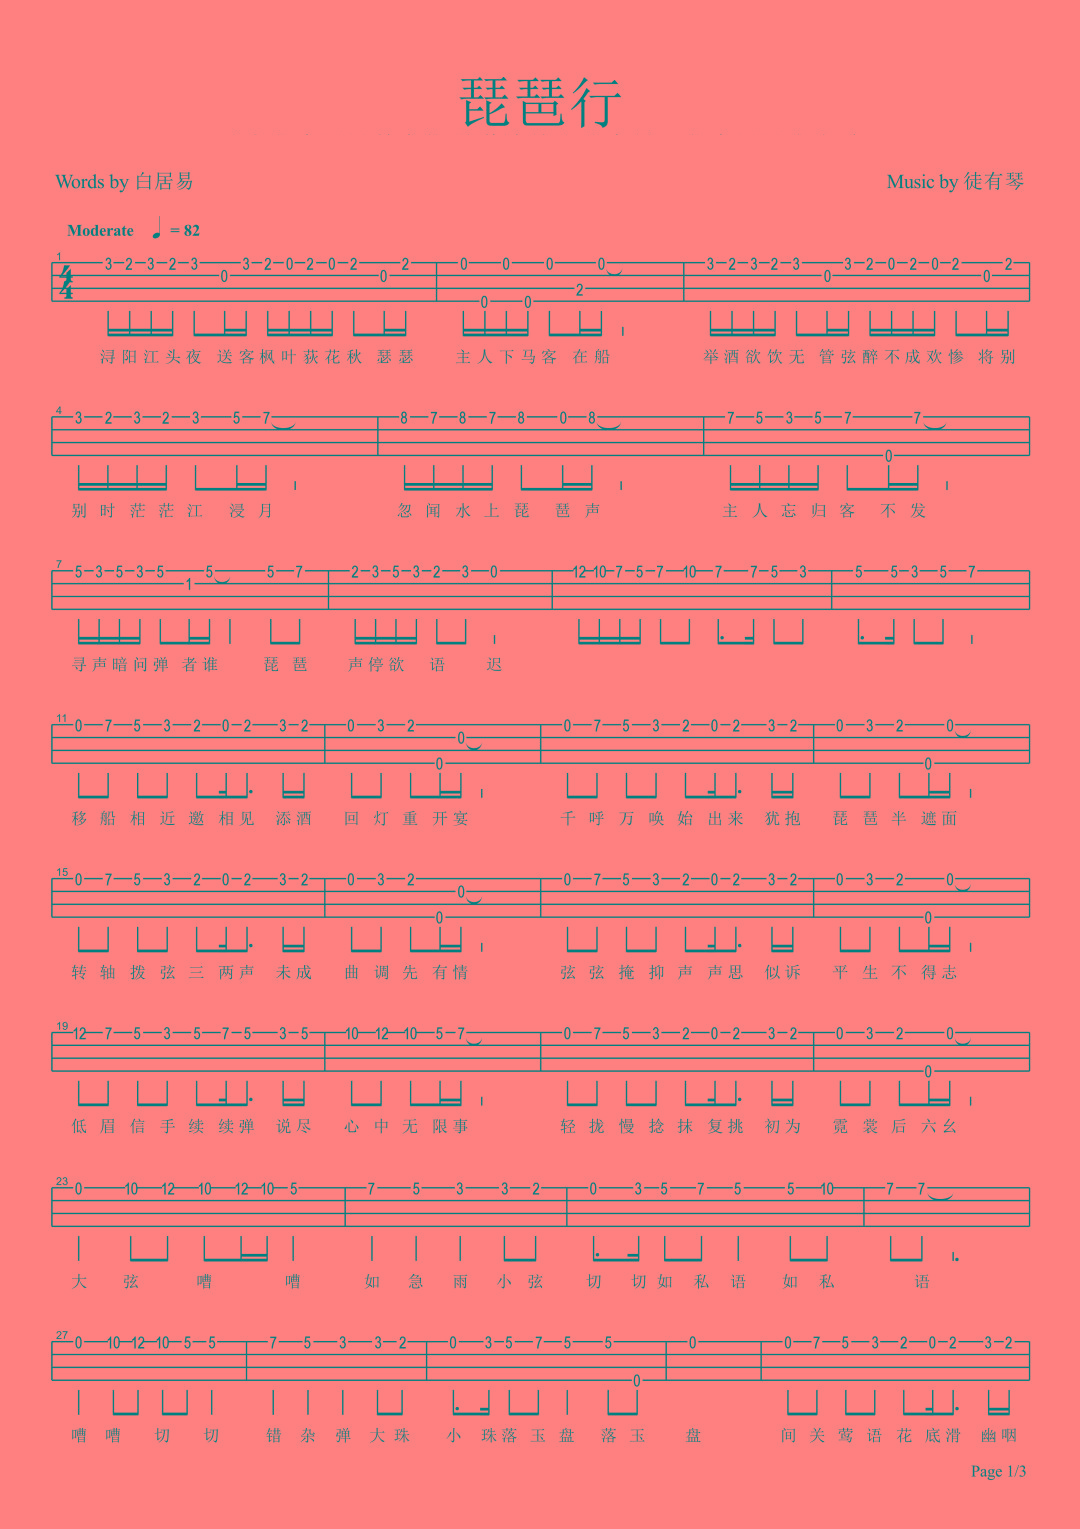 琵琶行
Words by 白居易
Music by 徒有琴
Moderate ♩ = 82
1
4
4
3 2 3 2 3 0 3 2 0 2 0 2 0 2 0 0 0 0 0 2 0 3 2 3 2 3 0 3 2 0 2 0 2 0 2
浔阳江头夜 送客枫叶荻花秋 瑟瑟 主人下马客 在船 举酒欲饮无 管弦醉不成欢惨 将别
4
3 2 3 2 3 5 7 8 7 8 7 8 0 8 7 5 3 5 7 0 7
别时茫茫江 浸月 忽闻水上琵 琶声 主人忘归客 不发
7
5 3 5 3 5 1 5 5 7 2 3 5 3 2 3 0 12 10 7 5 7 10 7 7 5 3 5 5 3 5 7
寻声暗问弹 者谁 琵琶 声停欲 语 迟
11
0 7 5 3 2 0 2 3 2 0 3 2 0 0 0 7 5 3 2 0 2 3 2 0 3 2 0 0
移船相近邀相见 添酒 回灯重开宴 千呼万唤始出来 犹抱 琵琶半遮面
15
0 7 5 3 2 0 2 3 2 0 3 2 0 0 0 7 5 3 2 0 2 3 2 0 3 2 0 0
转轴拨弦三两声 未成 曲调先有情 弦弦掩抑声声思 似诉 平生不得志
19
12 7 5 3 5 7 5 3 5 10 12 10 5 7 0 7 5 3 2 0 2 3 2 0 3 2 0 0
低眉信手续续弹 说尽 心中无限事 轻拢慢捻抹复挑 初为 霓裳后六幺
23
0 10 12 10 12 10 5 7 5 3 3 2 0 3 5 7 5 5 10 7 7
大 弦 嘈 嘈 如 急 雨 小弦 切 切如私语 如私 语
27
0 10 12 10 5 5 7 5 3 3 2 0 3 5 7 5 5 0 0 0 7 5 3 2 0 2 3 2
嘈 嘈 切 切 错 杂 弹 大珠 小 珠落玉盘 落玉 盘 间关莺语花底滑 幽咽
Page 1/3